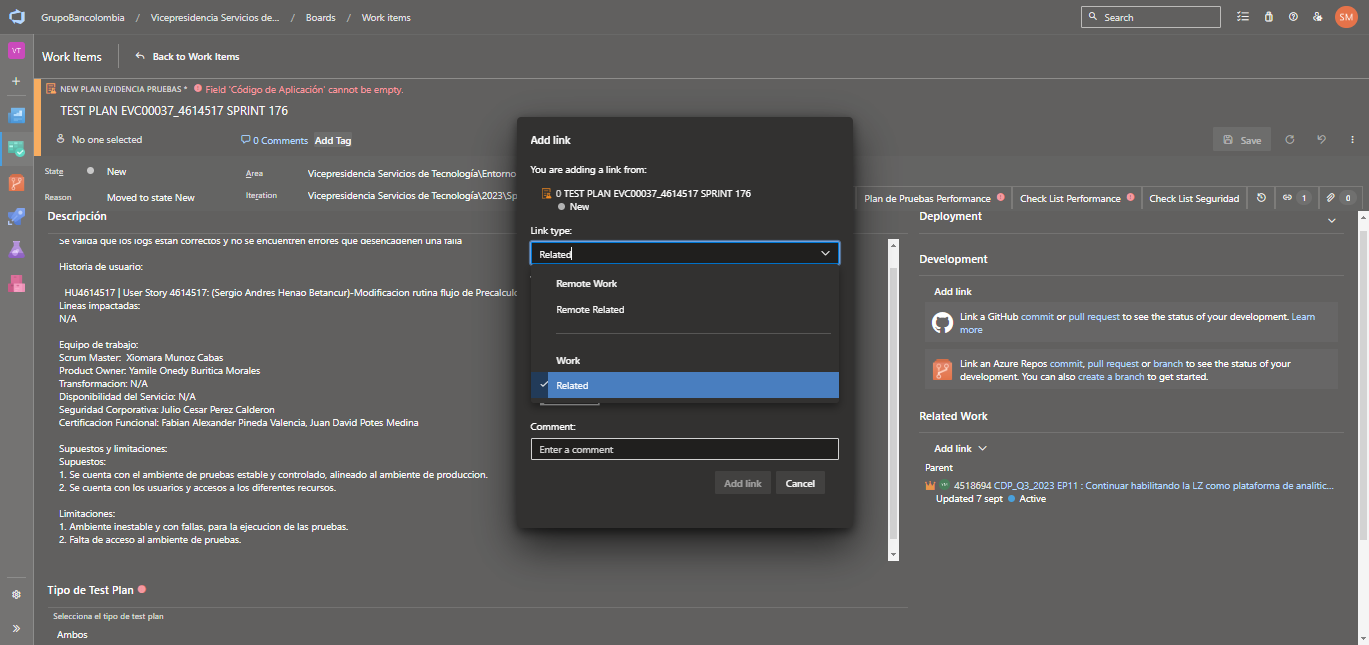 GrupoBancolombia / Vicepresidencia Servicios de... / Boards / Work items
Search
SM
VT
Work Items
Back to Work Items
NEW PLAN EVIDENCIA PRUEBAS * Field 'Código de Aplicación' cannot be empty.
TEST PLAN EVC00037_4614517 SPRINT 176
No one selected
0 Comments
Add Tag
Save
State
New
Area
Vicepresidencia Servicios de Tecnología\Entorno
Reason
Moved to state New
Iteration
Vicepresidencia Servicios de Tecnología\2023\Sp
Plan de Pruebas Performance
Check List Performance
Check List Seguridad
1
0
Descripción
Se valida que los logs estan correctos y no se encuentren errores que desencadenen una falla
Historia de usuario:
HU4614517 | User Story 4614517: (Sergio Andres Henao Betancur)-Modificacion rutina flujo de Precalculo
Lineas impactadas:
N/A
Equipo de trabajo:
Scrum Master: Xiomara Munoz Cabas
Product Owner: Yamile Onedy Buritica Morales
Transformacion: N/A
Disponibilidad del Servicio: N/A
Seguridad Corporativa: Julio Cesar Perez Calderon
Certificacion Funcional: Fabian Alexander Pineda Valencia, Juan David Potes Medina
Supuestos y limitaciones:
Supuestos:
1. Se cuenta con el ambiente de pruebas estable y controlado, alineado al ambiente de produccion.
2. Se cuenta con los usuarios y accesos a los diferentes recursos.
Limitaciones:
1. Ambiente inestable y con fallas, para la ejecucion de las pruebas.
2. Falta de acceso al ambiente de pruebas.
Tipo de Test Plan
Selecciona el tipo de test plan
Ambos
Add link
You are adding a link from:
0 TEST PLAN EVC00037_4614517 SPRINT 176
New
Link type:
Related
Remote Work
Remote Related
Work
Related
Comment:
Enter a comment
Add link
Cancel
Deployment
Development
Add link
Link a GitHub commit or pull request to see the status of your development. Learn
more
Link an Azure Repos commit, pull request or branch to see the status of your
development. You can also create a branch to get started.
Related Work
Add link
Parent
4518694 CDP_Q3_2023 EP11 : Continuar habilitando la LZ como plataforma de analitic...
Updated 7 sept Active